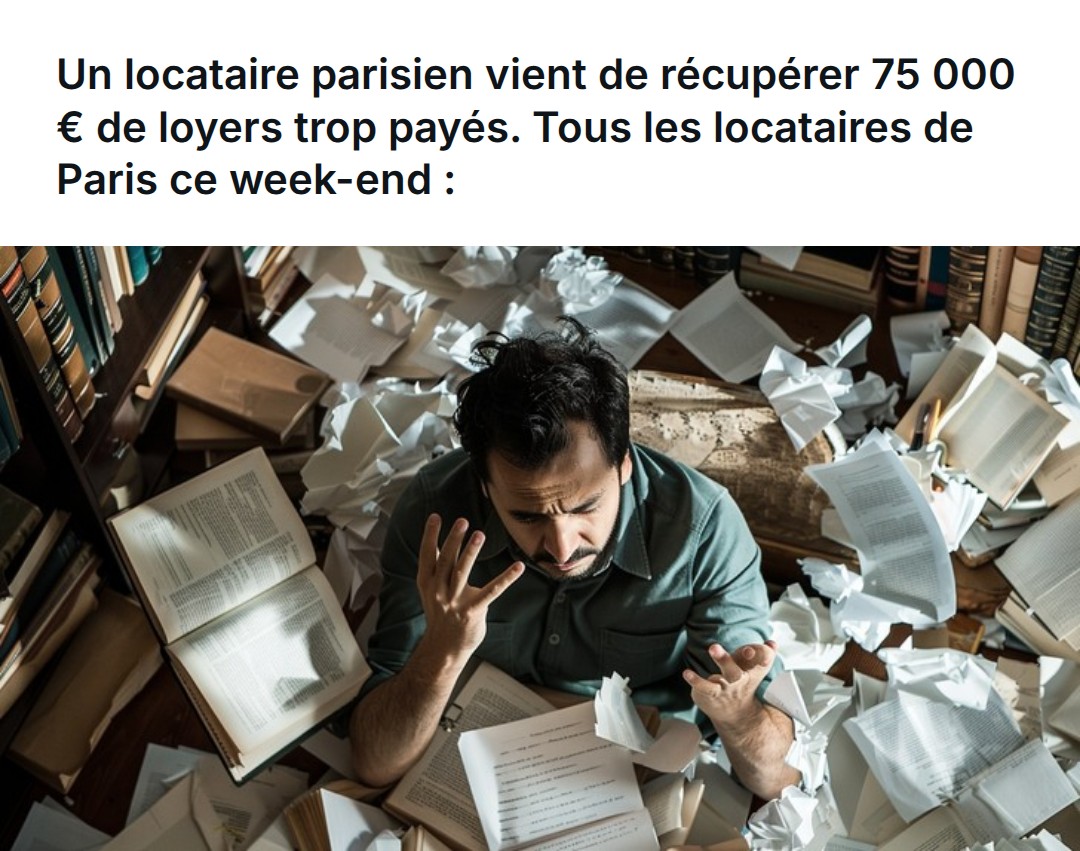 Un locataire parisien vient de récupérer 75 000
€ de loyers trop payés. Tous les locataires de
Paris ce week-end :